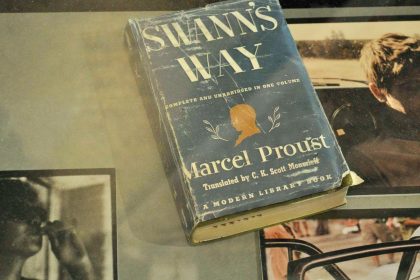 SWANN'S
WAY
COMPLETE AND UNABRIDGED IN ONE VOLUME
Marcel Proust
Translated by C. K. Scott Moncrieff
A MODERN LIBRARY BOOK